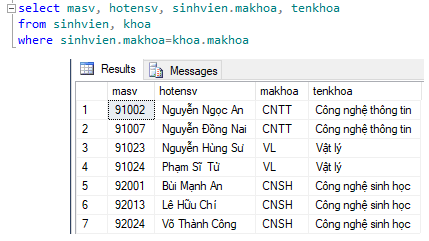 select masv, hotensv, sinhvien.makhoa, tenkhoa
from sinhvien, khoa
where sinhvien.makhoa=khoa.makhoa
Results Messages
masv hotensv makhoa tenkhoa
1 91002 Nguyễn Ngọc An CNTT Công nghệ thông tin
2 91007 Nguyễn Đông Nai CNTT Công nghệ thông tin
3 91023 Nguyễn Hùng Sư VL Vật lý
4 91024 Phạm Sĩ Tử VL Vật lý
5 92001 Bùi Mạnh An CNSH Công nghệ sinh học
6 92013 Lê Hữu Chí CNSH Công nghệ sinh học
7 92024 Võ Thành Công CNSH Công nghệ sinh học